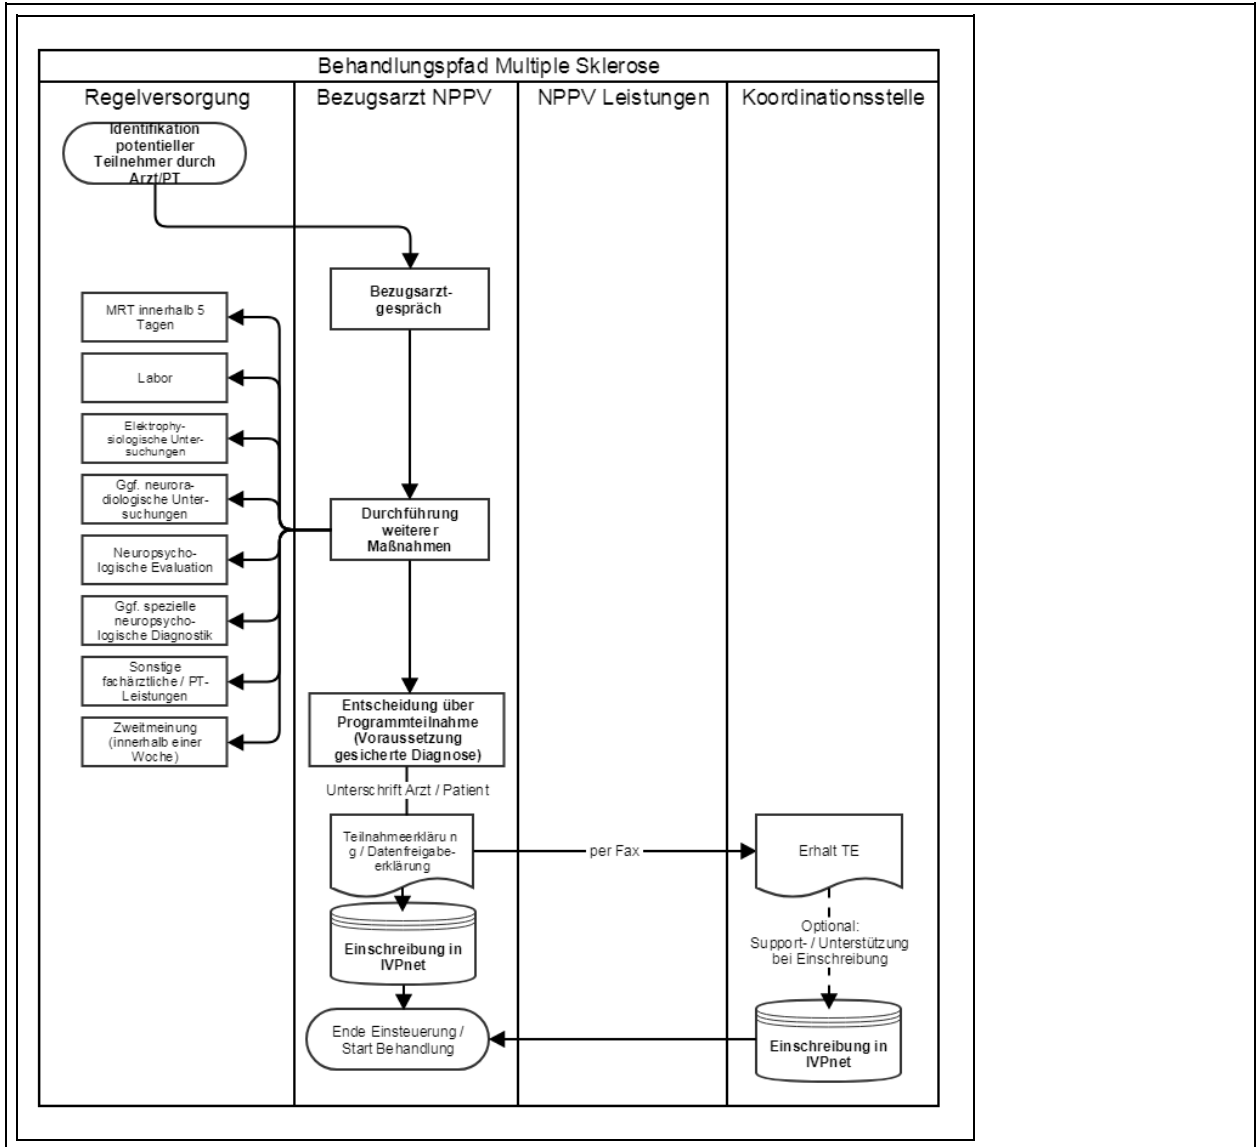 Behandlungspfad Multiple Sklerose
Regelversorgung
Bezugsarzt NPPV
NPPV Leistungen
Koordinationsstelle
Identifikation
potentieller
Teilnehmer durch
Arzt/PT
Bezugsarzt-
gespräch
MRT innerhalb 5
Tagen
Labor
Elektrophy-
siologische Unter-
suchungen
Ggf. neurora-
diologische Unter-
suchungen
Neuropsycho-
logische Evaluation
Ggf. spezielle
neuropsycho-
logische Diagnostik
Sonstige
fachärztliche / PT-
Leistungen
Zweitmeinung
(innerhalb einer
Woche)
Durchführung
weiterer
Maßnahmen
Entscheidung über
Programmteilnahme
(Voraussetzung
gesicherte Diagnose)
Unterschrift Arzt / Patient
Teilnahmeerkläru n
g / Datenfreigabe-
erklärung
per Fax
Erhalt TE
Einschreibung in
IVPnet
Optional:
Support- / Unterstützung
bei Einschreibung
Ende Einsteuerung /
Start Behandlung
Einschreibung in
IVPnet